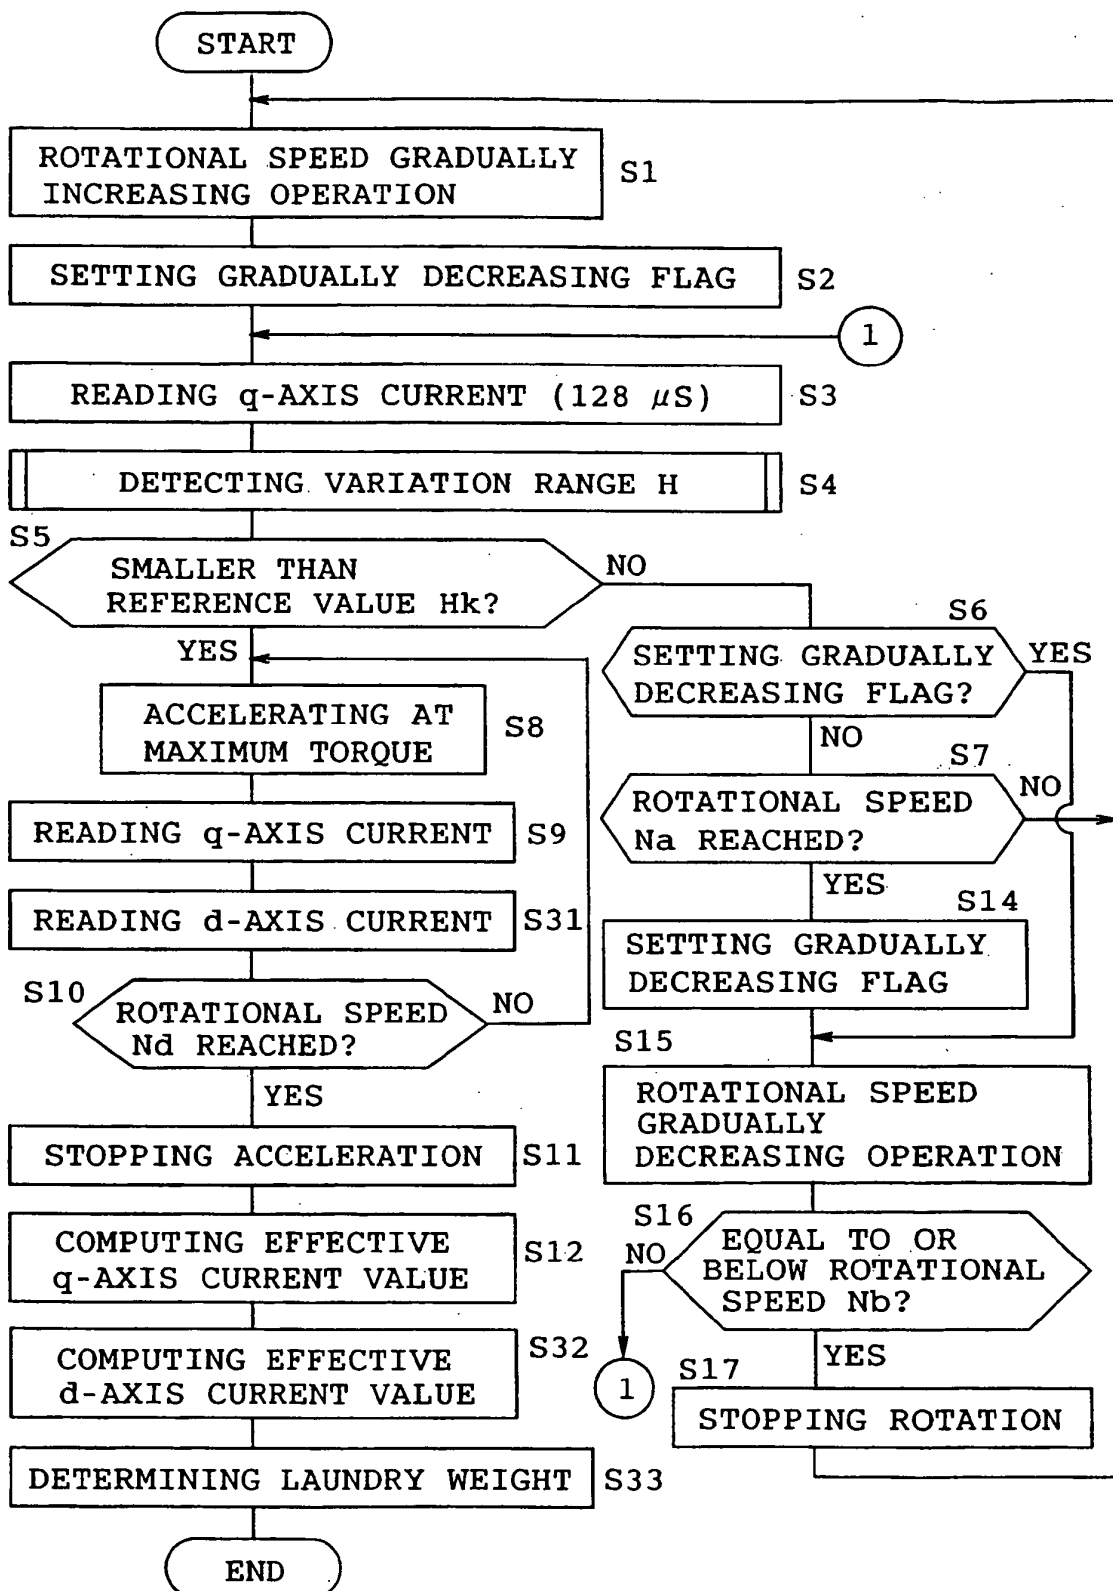 START
ROTATIONAL SPEED GRADUALLY
INCREASING OPERATION
S1
SETTING GRADUALLY DECREASING FLAG
S2
1
READING q-AXIS CURRENT (128 μS)
S3
DETECTING VARIATION RANGE H
S4
S5
SMALLER THAN
REFERENCE VALUE Hk?
NO
YES
S6
SETTING GRADUALLY
DECREASING FLAG?
YES
NO
ACCELERATING AT
MAXIMUM TORQUE
S8
S7
ROTATIONAL SPEED
Na REACHED?
NO
YES
READING q-AXIS CURRENT
S9
READING d-AXIS CURRENT
S31
S14
SETTING GRADUALLY
DECREASING FLAG
S10
ROTATIONAL SPEED
Nd REACHED?
NO
YES
S15
ROTATIONAL SPEED
GRADUALLY
DECREASING OPERATION
STOPPING ACCELERATION
S11
S16
EQUAL TO OR
BELOW ROTATIONAL
SPEED Nb?
NO
YES
1
COMPUTING EFFECTIVE
q-AXIS CURRENT VALUE
S12
COMPUTING EFFECTIVE
d-AXIS CURRENT VALUE
S32
S17
STOPPING ROTATION
DETERMINING LAUNDRY WEIGHT
S33
END